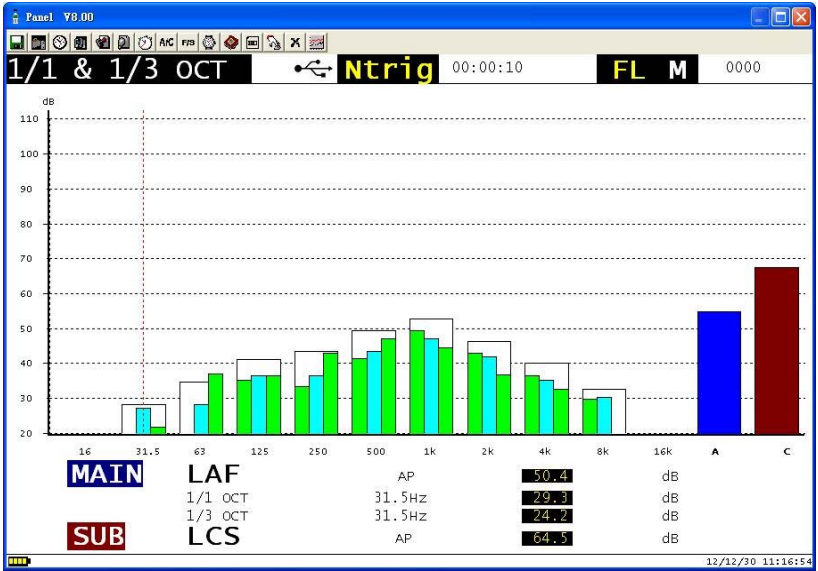 Panel V8.00
A/C F/S
1/1 & 1/3 OCT Ntrig 00:00:10 FL M 0000
dB
110
100
90
80
70
60
50
40
30
20
16 31.5 63 125 250 500 1k 2k 4k 8k 16k A C
MAIN LAF AP 50.4 dB
1/1 OCT 31.5Hz 29.3 dB
1/3 OCT 31.5Hz 24.2 dB
SUB LCS AP 64.5 dB
12/12/30 11:16:54